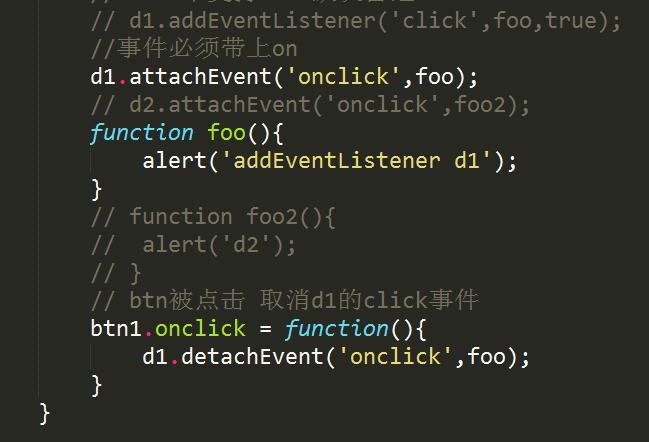 // d1.addEventListener('click',foo,true);
//事件必须带上on
d1.attachEvent('onclick',foo);
// d2.attachEvent('onclick',foo2);
function foo(){
alert('addEventListener d1');
}
// function foo2(){
// alert('d2');
// }
// btn被点击 取消d1的click事件
btn1.onclick = function(){
d1.detachEvent('onclick',foo);
}
}